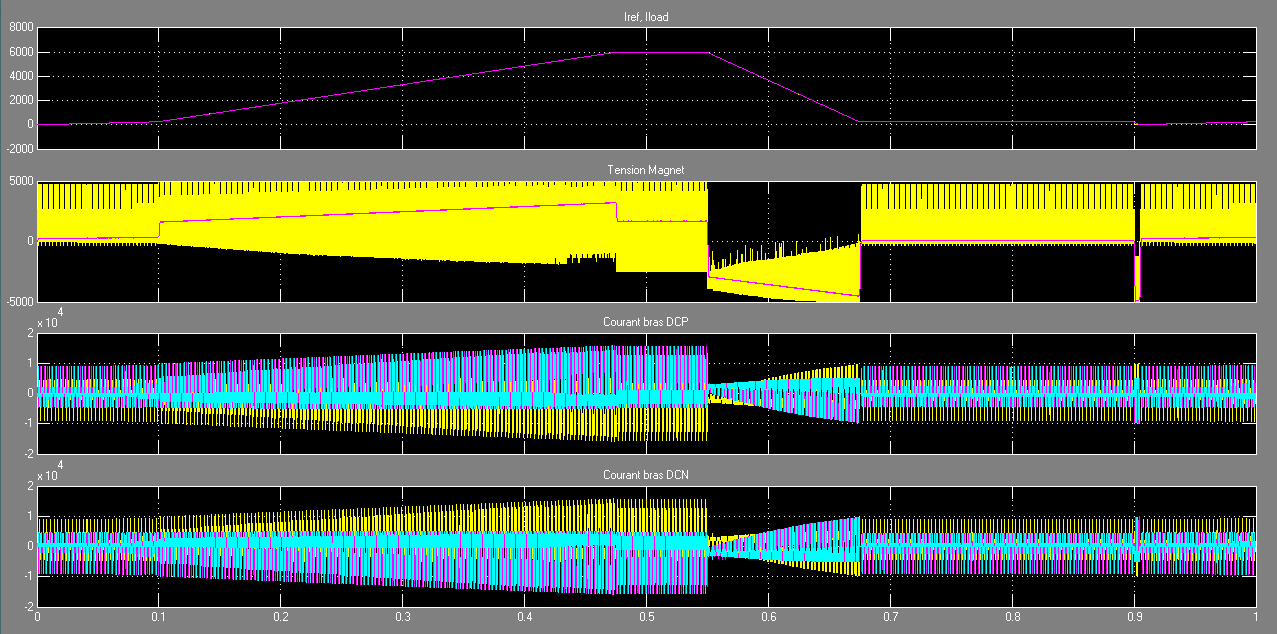 Iref, Iload
8000
6000
4000
2000
0
-2000
Tension Magnet
5000
0
-5000
x 10^4
Courant bras DCP
2
1
0
-1
-2
x 10^4
Courant bras DCN
2
1
0
-1
-2
0 0.1 0.2 0.3 0.4 0.5 0.6 0.7 0.8 0.9 1